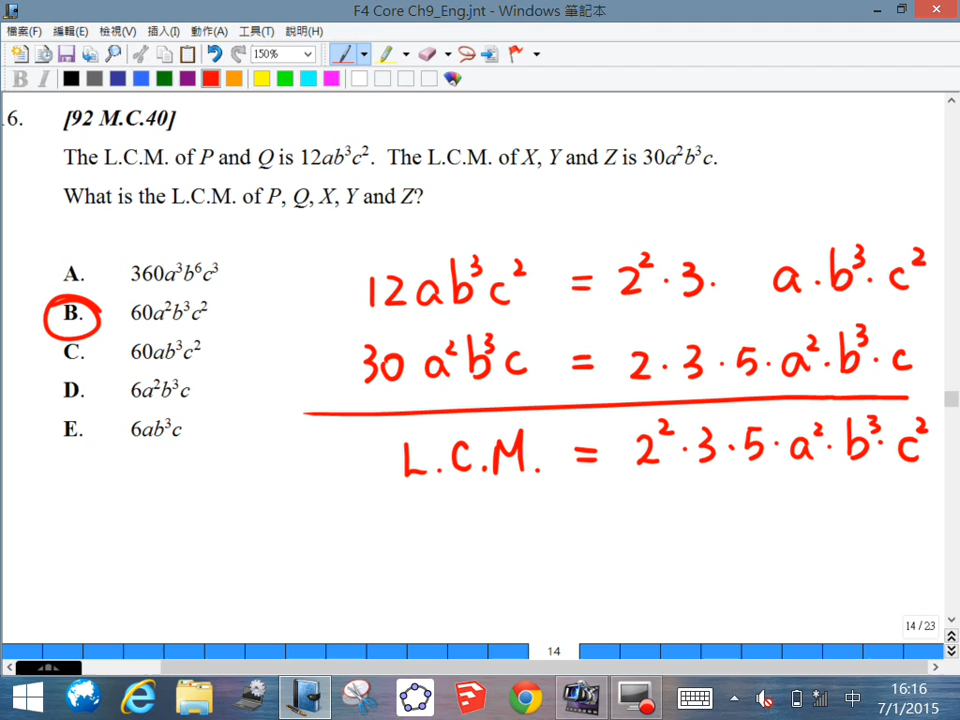 F4 Core Ch9_Eng.jnt - Windows 筆記本
檔案(F) 編輯(E) 檢視(V) 插入(I) 動作(A) 工具(T) 說明(H)
150%
B I
.6. [92 M.C.40]
The L.C.M. of P and Q is 12ab³c². The L.C.M. of X, Y and Z is 30a²b³c.
What is the L.C.M. of P, Q, X, Y and Z?
A. 360a³b⁶c³
B. 60a²b³c²
C. 60ab³c²
D. 6a²b³c
E. 6ab³c
12ab³c² = 2²·3· a·b³·c²
30a²b³c = 2·3·5·a²·b³·c
L.C.M. = 2²·3·5·a²·b³·c²
14 / 23
14
中
16:16
7/1/2015